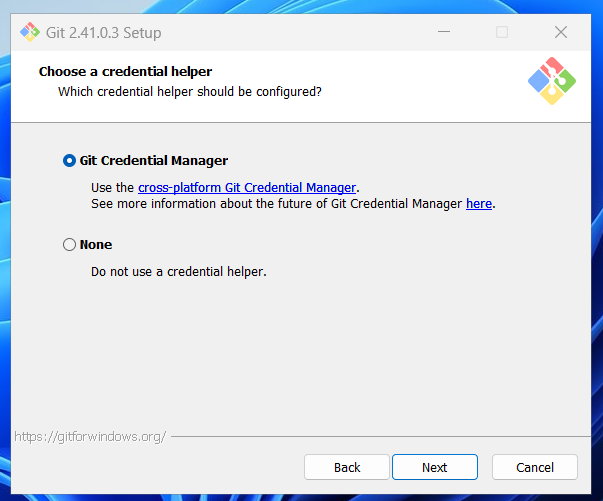 Git 2.41.0.3 Setup
Choose a credential helper
Which credential helper should be configured?
Git Credential Manager
Use the cross-platform Git Credential Manager.
See more information about the future of Git Credential Manager here.
None
Do not use a credential helper.
https://gitforwindows.org/
Back Next Cancel